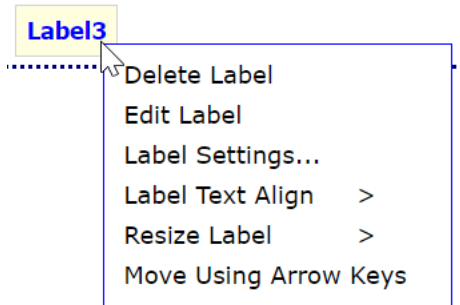 Label3
Delete Label
Edit Label
Label Settings...
Label Text Align >
Resize Label >
Move Using Arrow Keys